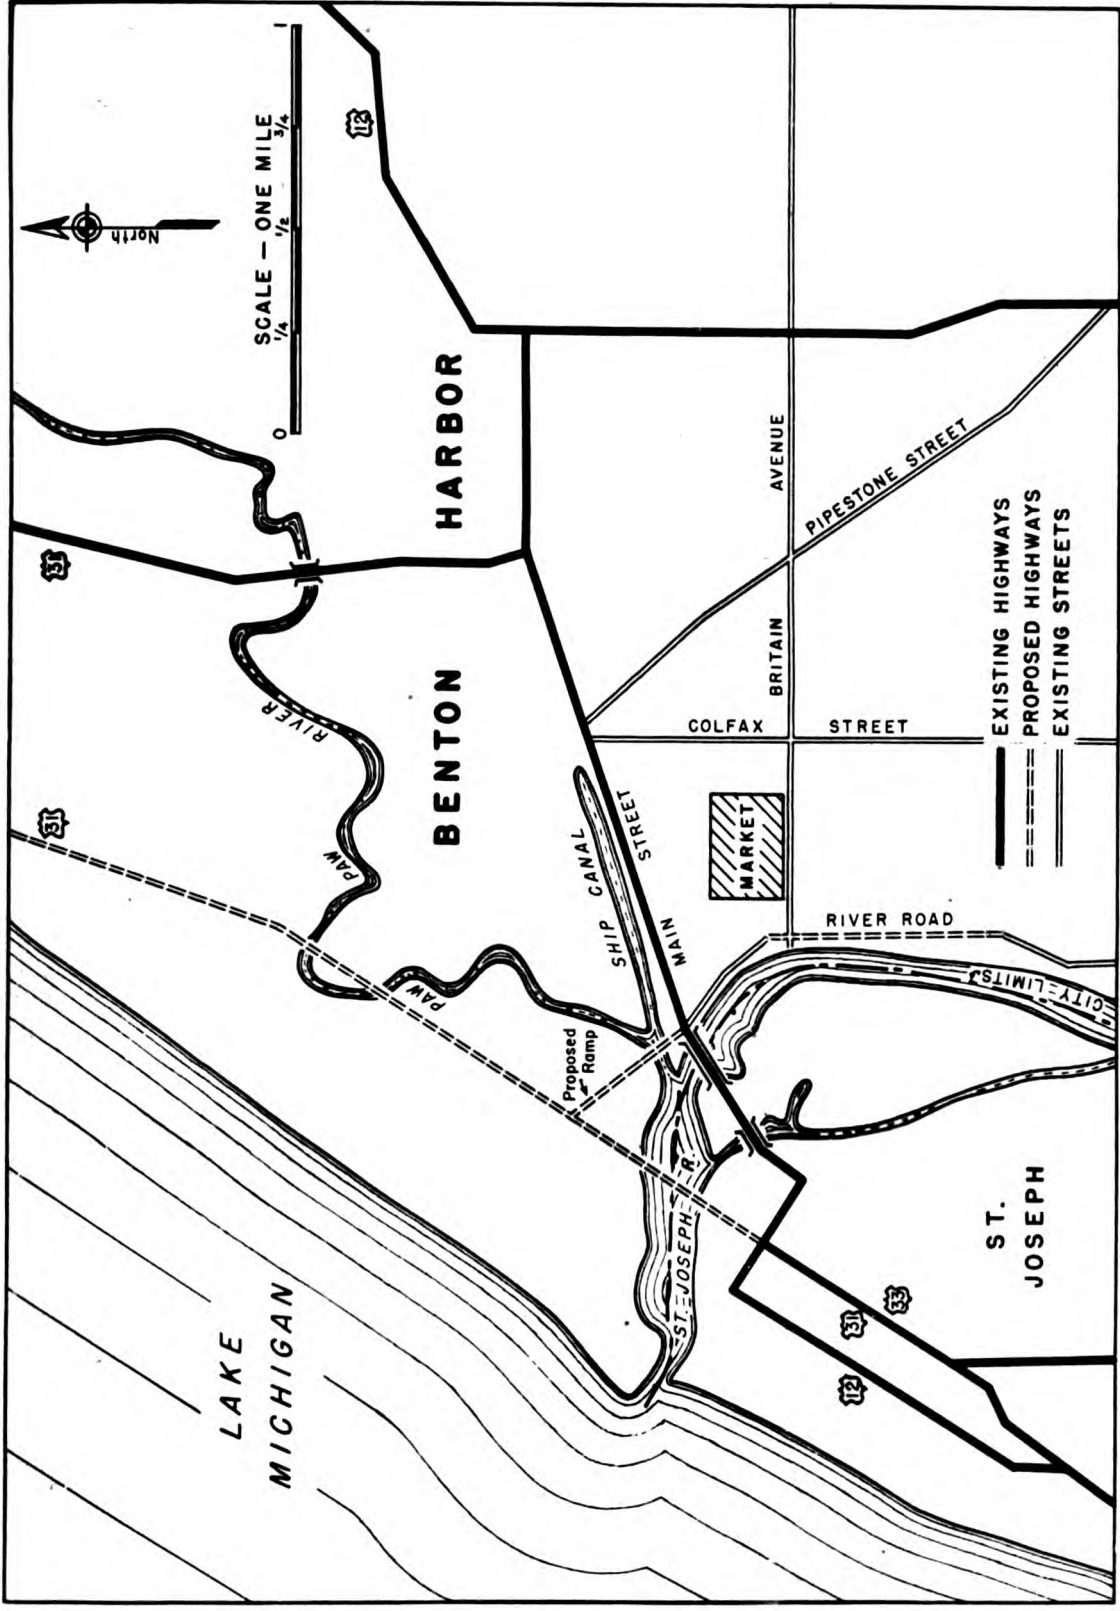 North
SCALE — ONE MILE
0 1/4 1/2 3/4 1
12
31
31
RIVER
PAW
PAW
BENTON HARBOR
LAKE
MICHIGAN
SHIP CANAL
MAIN STREET
Proposed
Ramp
ST. JOSEPH R.
COLFAX STREET
MARKET
BRITAIN AVENUE
PIPESTONE STREET
RIVER ROAD
CITY LIMITS
ST.
JOSEPH
12
31
33
EXISTING HIGHWAYS
PROPOSED HIGHWAYS
EXISTING STREETS